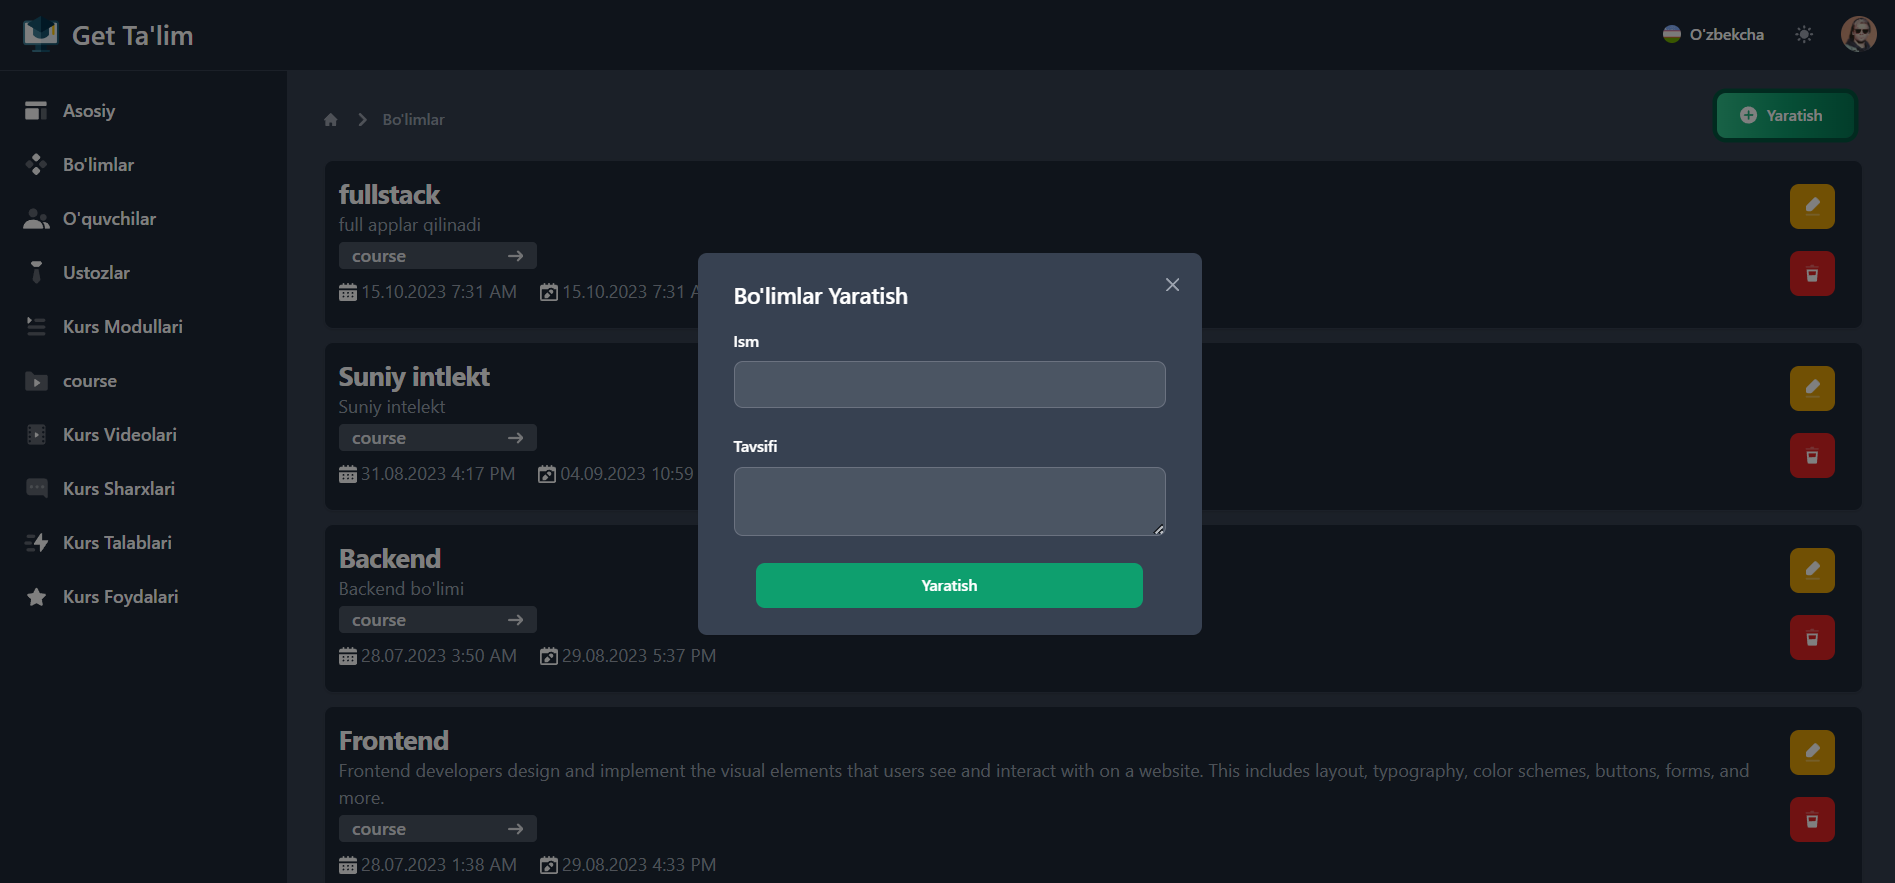 Get Ta'lim
O'zbekcha
Asosiy
Bo'limlar
O'quvchilar
Ustozlar
Kurs Modullari
course
Kurs Videolari
Kurs Sharxlari
Kurs Talablari
Kurs Foydalari
Bo'limlar
Yaratish
fullstack
full applar qilinadi
course
15.10.2023 7:31 AM 15.10.2023 7:31
Suniy intlekt
Suniy intelekt
course
31.08.2023 4:17 PM 04.09.2023 10:59
Backend
Backend bo'limi
course
28.07.2023 3:50 AM 29.08.2023 5:37 PM
Frontend
Frontend developers design and implement the visual elements that users see and interact with on a website. This includes layout, typography, color schemes, buttons, forms, and
more.
course
28.07.2023 1:38 AM 29.08.2023 4:33 PM
Bo'limlar Yaratish
Ism
Tavsifi
Yaratish